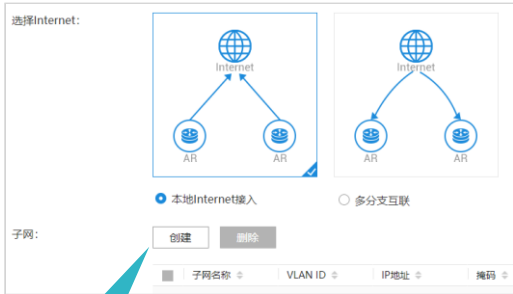 选择Internet：
Internet
Internet
AR
AR
AR
AR
本地Internet接入
多分支互联
子网：
创建
删除
子网名称
VLAN ID
IP地址
掩码